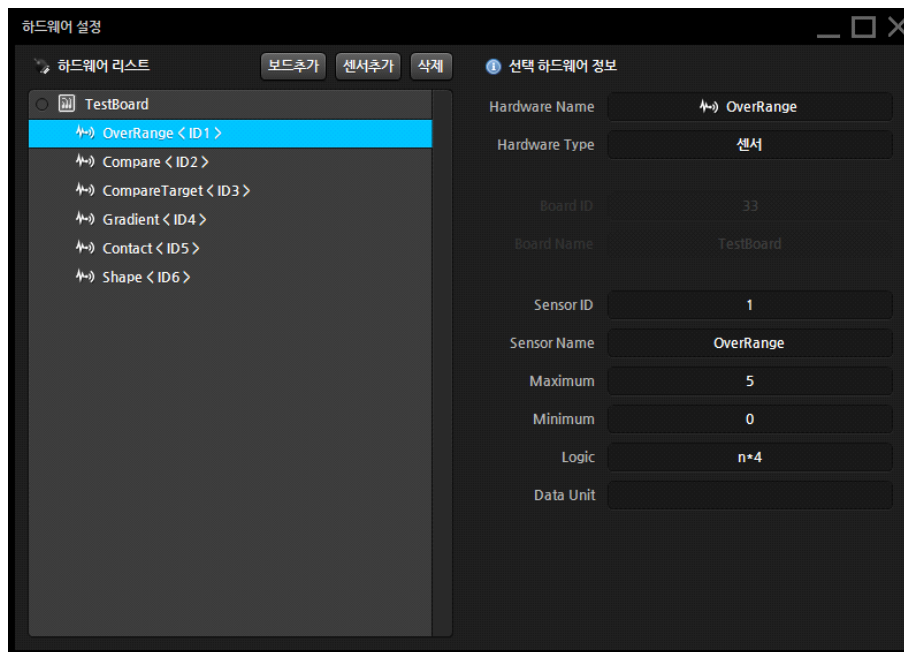 하드웨어 설정
하드웨어 리스트
보드추가
센서추가
삭제
TestBoard
OverRange < ID1 >
Compare < ID2 >
CompareTarget < ID3 >
Gradient < ID4 >
Contact < ID5 >
Shape < ID6 >
선택 하드웨어 정보
Hardware Name OverRange
Hardware Type 센서
Board ID 33
Board Name TestBoard
Sensor ID 1
Sensor Name OverRange
Maximum 5
Minimum 0
Logic n*4
Data Unit